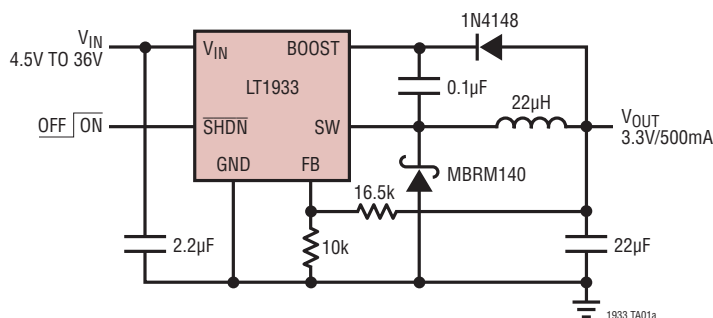 1N4148
VIN
4.5V TO 36V
VIN
BOOST
LT1933
0.1µF
22µH
OFF ON
SHDN
SW
VOUT
3.3V/500mA
GND
FB
MBRM140
16.5k
2.2µF
10k
22µF
1933 TA01a